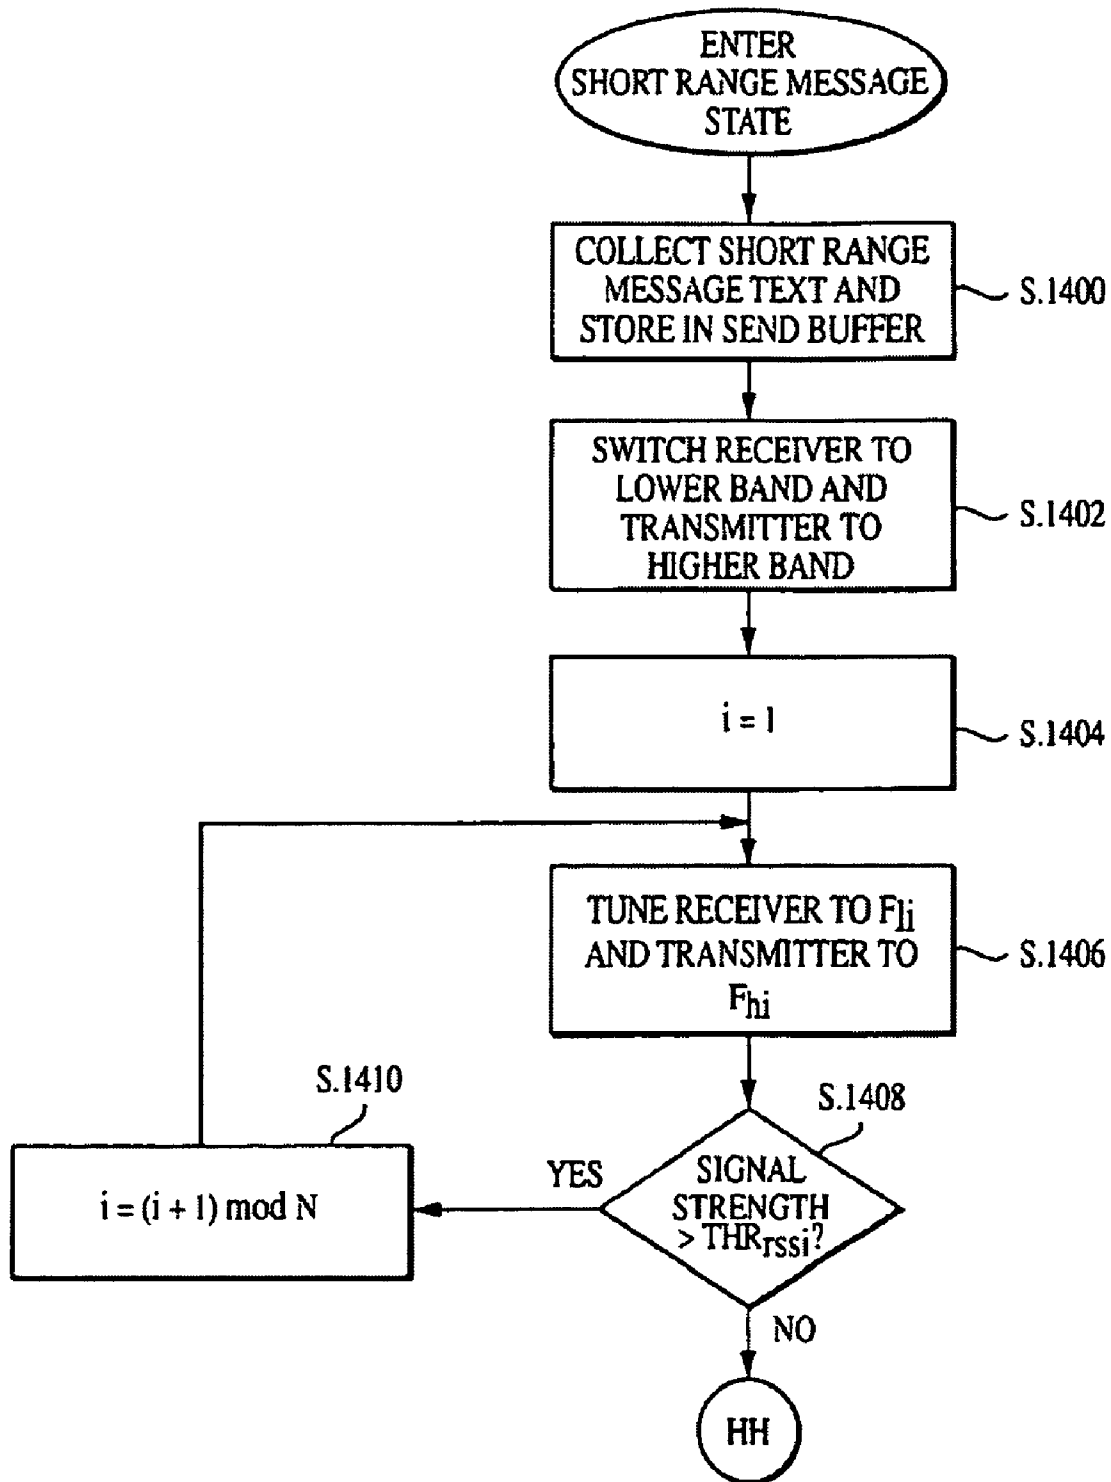 ENTER
SHORT RANGE MESSAGE
STATE
COLLECT SHORT RANGE
MESSAGE TEXT AND
STORE IN SEND BUFFER
S.1400
SWITCH RECEIVER TO
LOWER BAND AND
TRANSMITTER TO
HIGHER BAND
S.1402
i = 1
S.1404
TUNE RECEIVER TO Fli
AND TRANSMITTER TO
Fhi
S.1406
S.1410
i = (i + 1) mod N
S.1408
YES
SIGNAL
STRENGTH
> THRrssi?
NO
HH